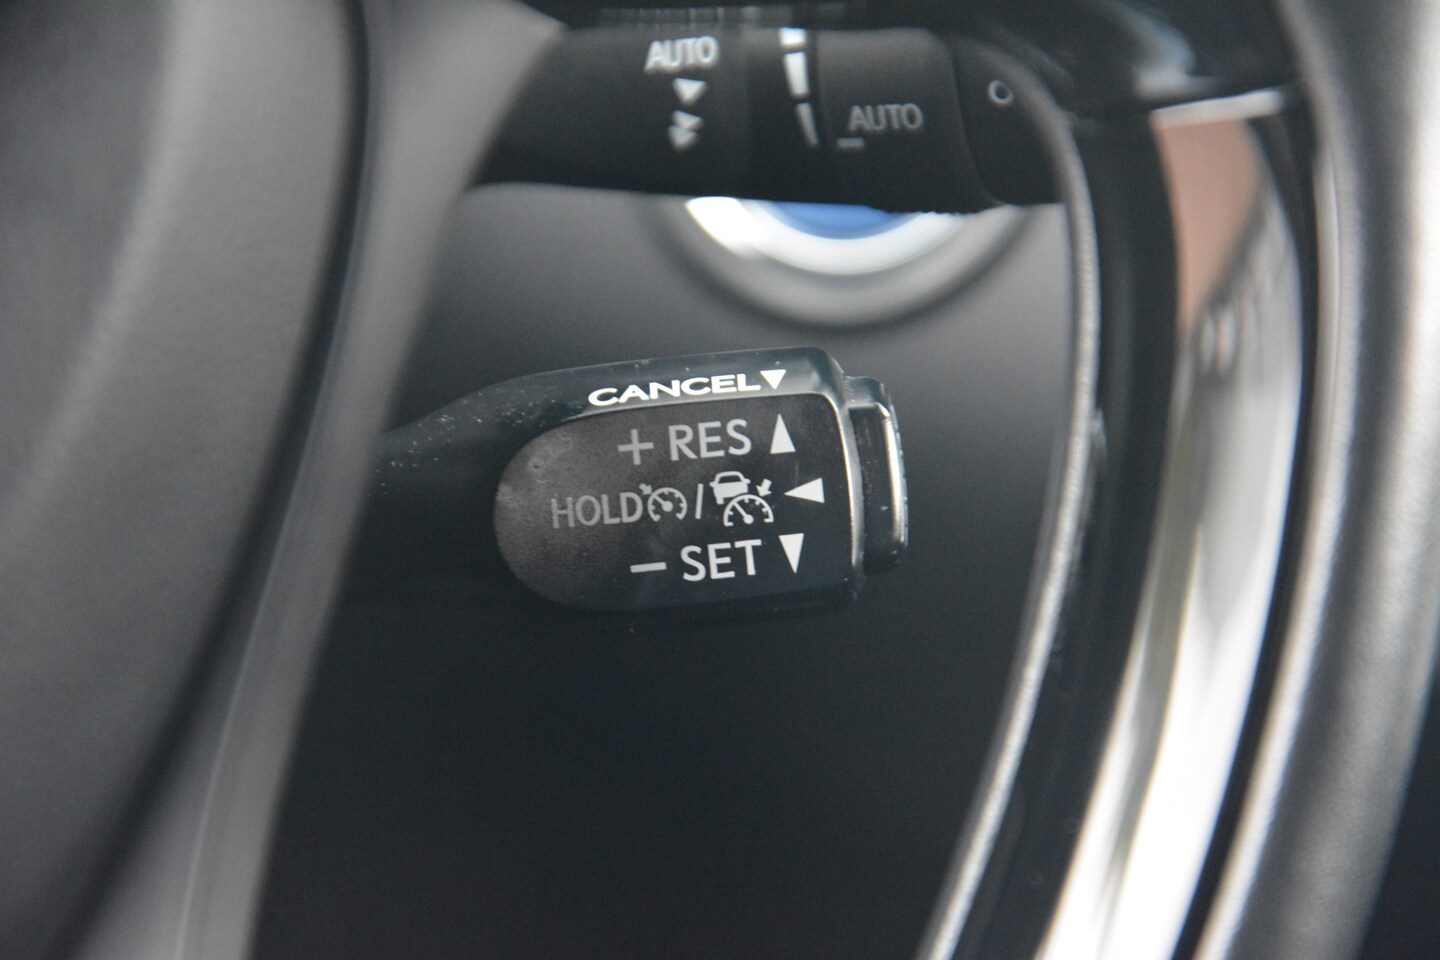 AUTO
AUTO
CANCEL
+ RES
HOLD /
– SET